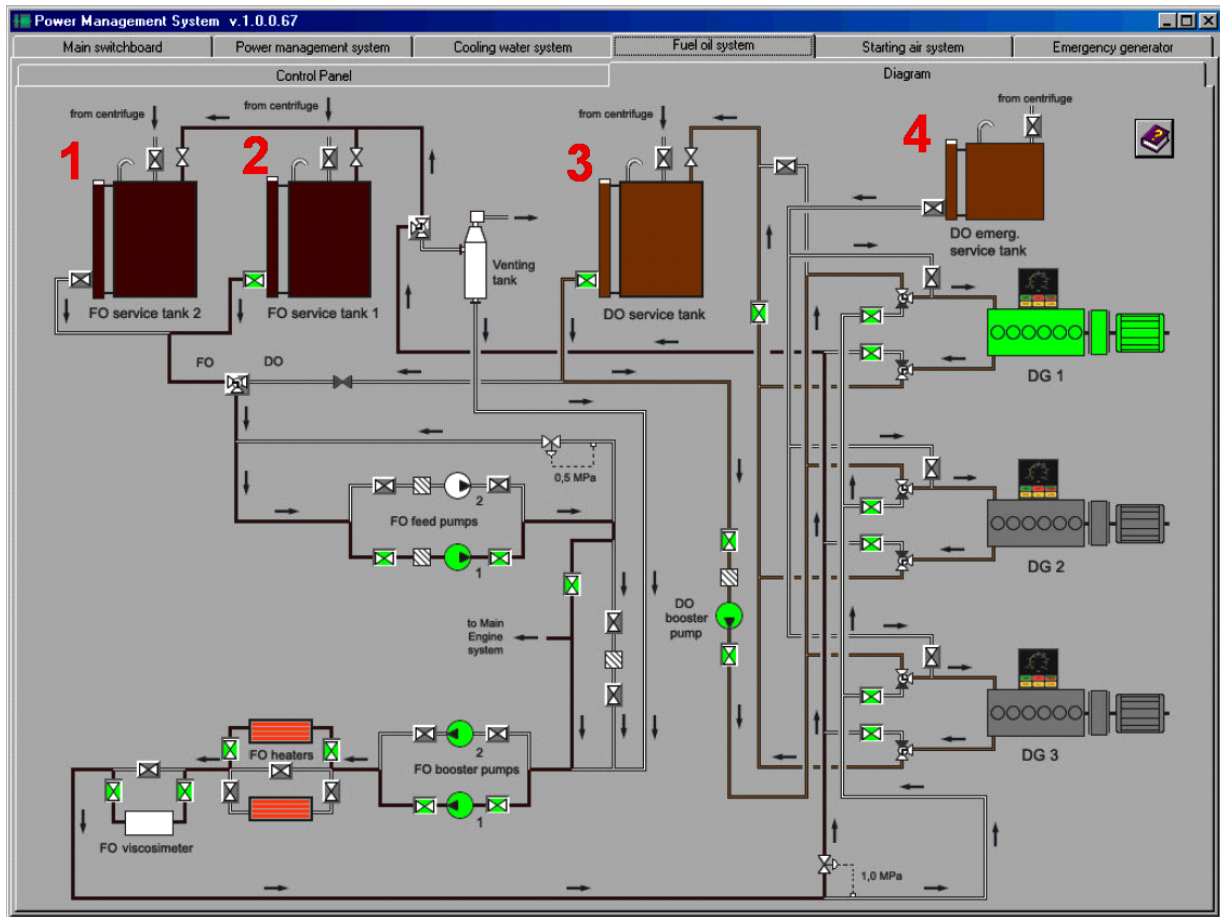 Power Management System v.1.0.0.67
Main switchboard
Power management system
Cooling water system
Fuel oil system
Starting air system
Emergency generator
Control Panel
Diagram
from centrifuge
from centrifuge
from centrifuge
from centrifuge
1
2
3
4
?
DO emerg.
service tank
Venting
tank
FO service tank 2
FO service tank 1
DO service tank
FO
DO
DG 1
0,5 MPa
2
FO feed pumps
1
DG 2
DO
booster
pump
to Main
Engine
system
FO heaters
2
FO booster pumps
1
DG 3
FO viscosimeter
1,0 MPa